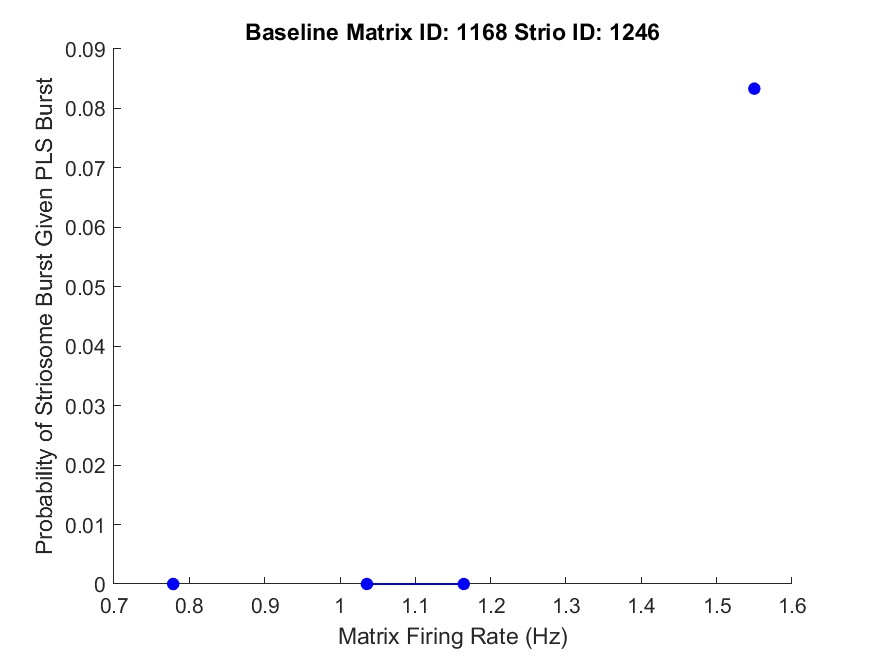 Baseline Matrix ID: 1168 Strio ID: 1246
Probability of Striosome Burst Given PLS Burst
0.09
0.08
0.07
0.06
0.05
0.04
0.03
0.02
0.01
0
0.7 0.8 0.9 1 1.1 1.2 1.3 1.4 1.5 1.6
Matrix Firing Rate (Hz)